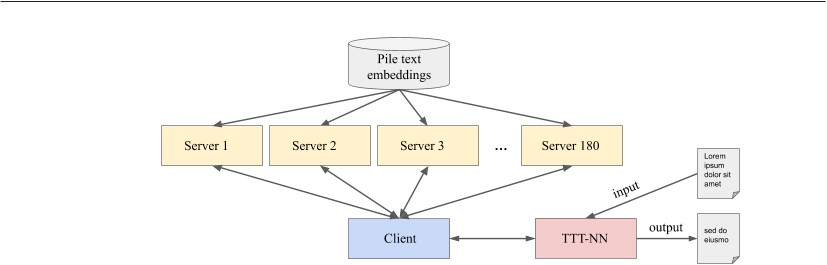 Pile text
embeddings
Server 1
Server 2
Server 3
...
Server 180
Lorem
ipsum
dolor sit
amet
input
Client
TTT-NN
output
sed do
eiusmo